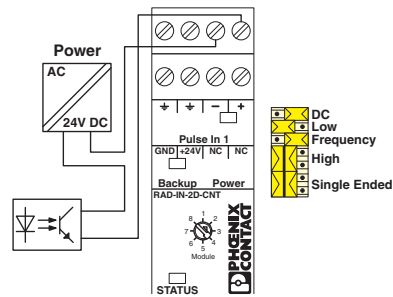 Power
AC
24V DC
⏚ ⏚ – +
Pulse In 1
GND +24V NC NC
Backup Power
RAD-IN-2D-CNT
1
2
3
4
5
6
7
8
Module
PHŒNIX
CONTACT
STATUS
DC
Low
Frequency
High
Single Ended